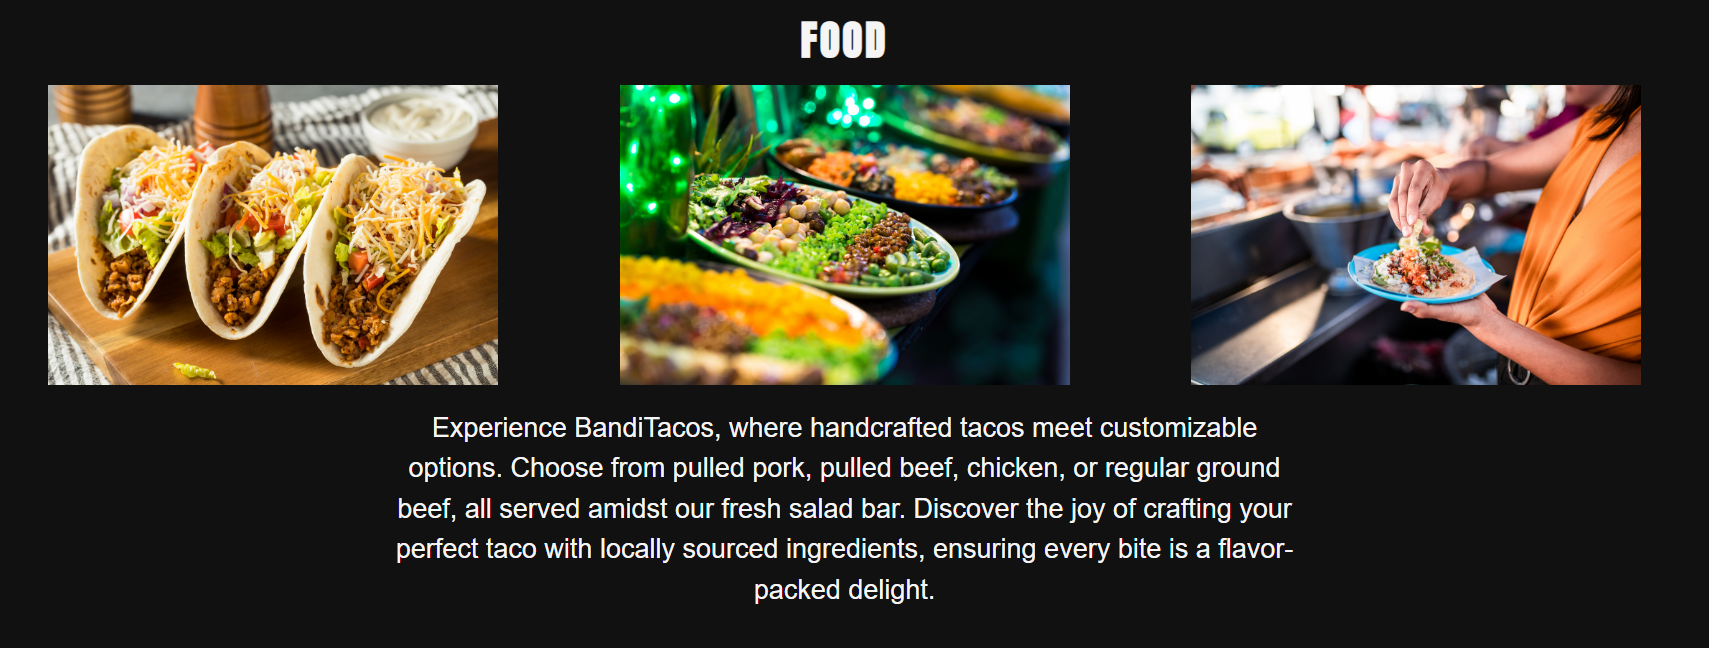 FOOD
Experience BandiTacos, where handcrafted tacos meet customizable
options. Choose from pulled pork, pulled beef, chicken, or regular ground
beef, all served amidst our fresh salad bar. Discover the joy of crafting your
perfect taco with locally sourced ingredients, ensuring every bite is a flavor-
packed delight.